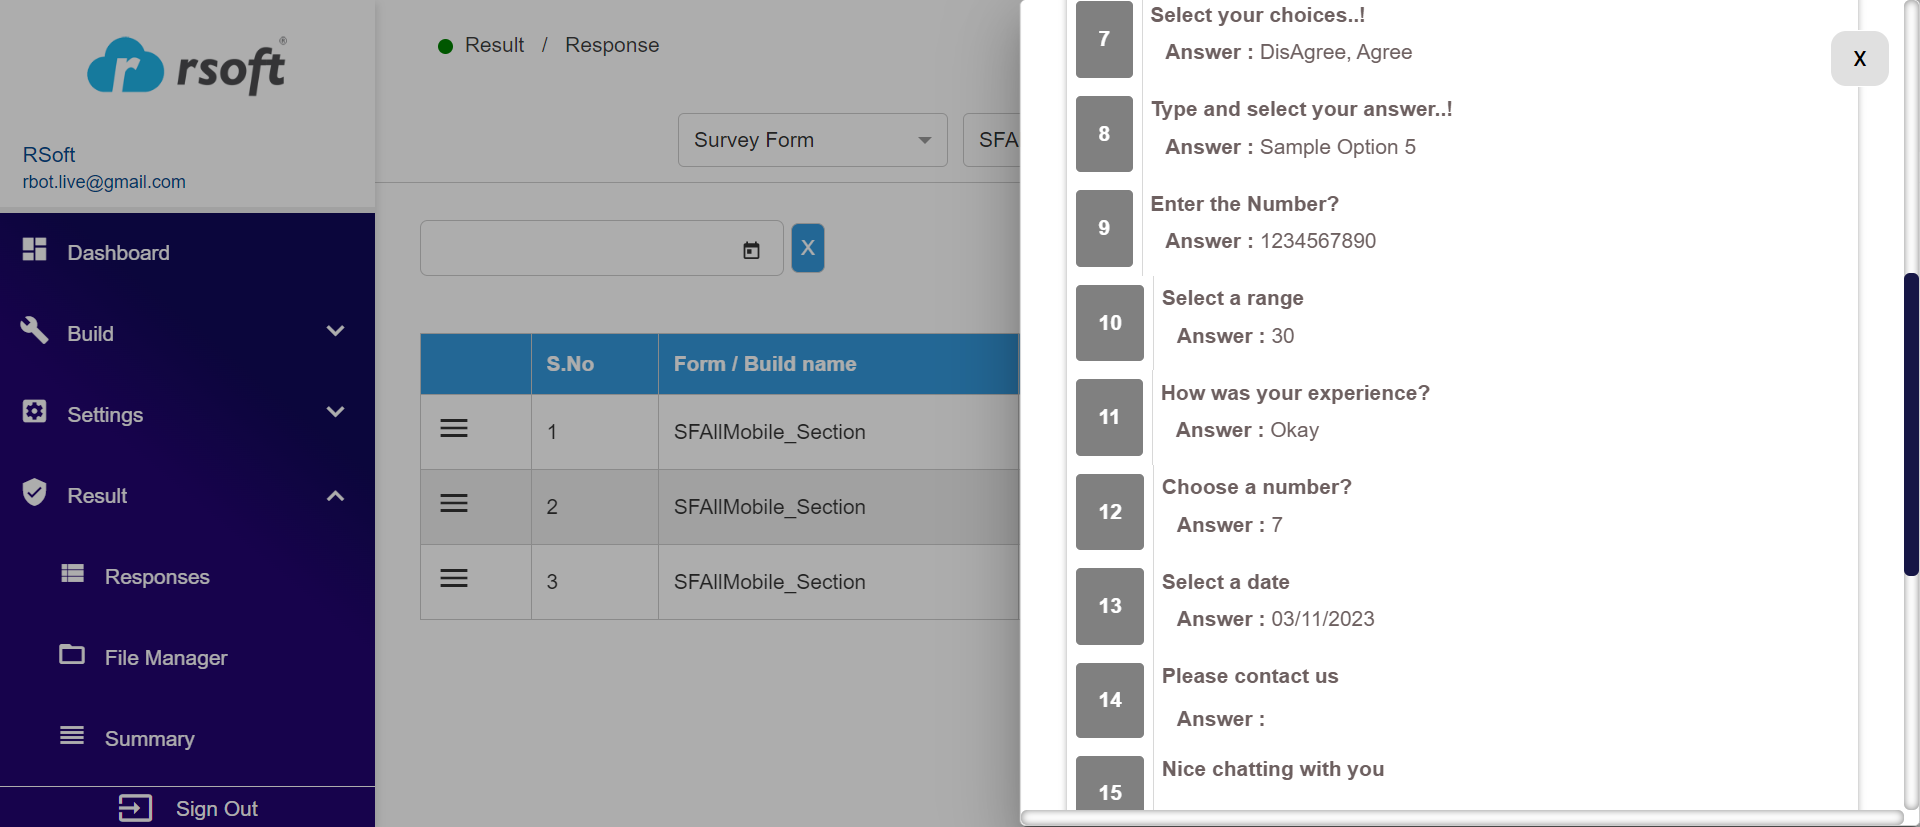 rsoft®
RSoft
rbot.live@gmail.com
Dashboard
Build
Settings
Result
Responses
File Manager
Summary
Sign Out
Result / Response
Survey Form
SFA
X
S.No Form / Build name
1 SFAllMobile_Section
2 SFAllMobile_Section
3 SFAllMobile_Section
X
7 Select your choices..!
Answer : DisAgree, Agree
8 Type and select your answer..!
Answer : Sample Option 5
9 Enter the Number?
Answer : 1234567890
10 Select a range
Answer : 30
11 How was your experience?
Answer : Okay
12 Choose a number?
Answer : 7
13 Select a date
Answer : 03/11/2023
14 Please contact us
Answer :
15 Nice chatting with you